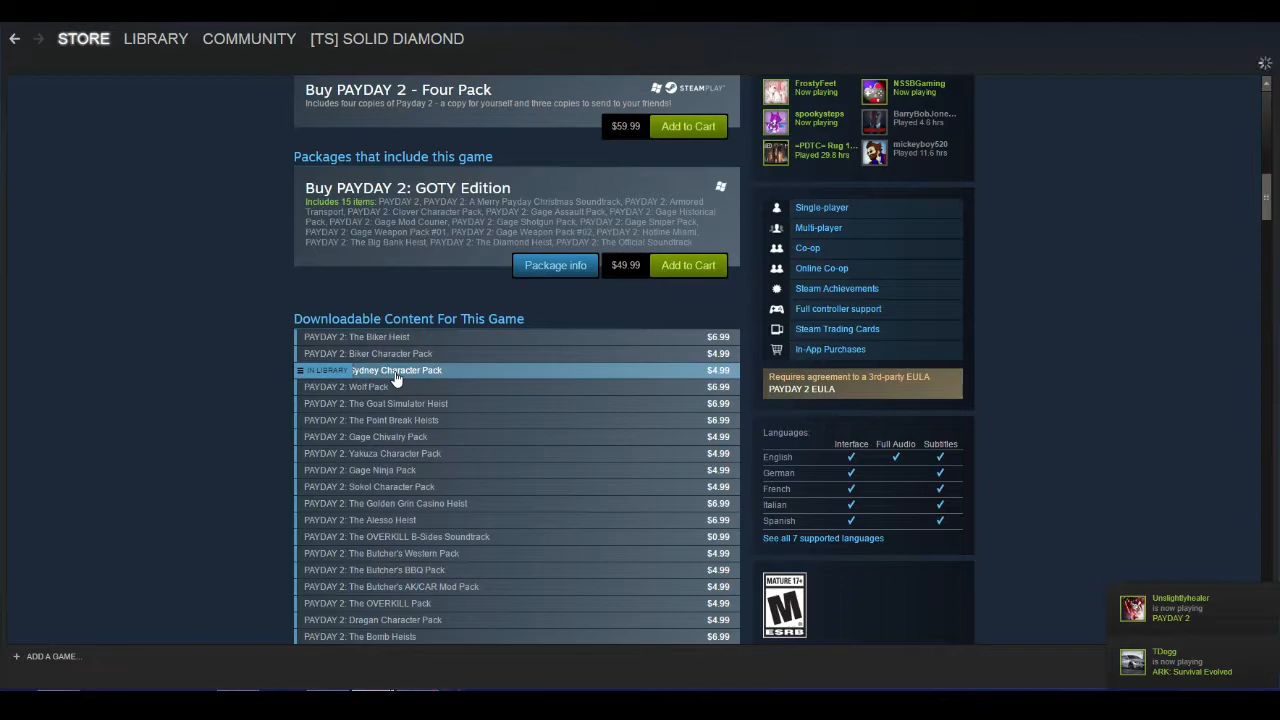 STORE LIBRARY COMMUNITY [TS] SOLID DIAMOND
Buy PAYDAY 2 - Four Pack
STEAMPLAY
Includes four copies of Payday 2 - a copy for yourself and three copies to send to your friends!
$59.99 Add to Cart
Packages that include this game
Buy PAYDAY 2: GOTY Edition
Includes 15 items: PAYDAY 2, PAYDAY 2: A Merry Payday Christmas Soundtrack, PAYDAY 2: Armored
Transport, PAYDAY 2: Clover Character Pack, PAYDAY 2: Gage Assault Pack, PAYDAY 2: Gage Historical
Pack, PAYDAY 2: Gage Mod Courier, PAYDAY 2: Gage Shotgun Pack, PAYDAY 2: Gage Sniper Pack,
PAYDAY 2: Gage Weapon Pack #01, PAYDAY 2: Gage Weapon Pack #02, PAYDAY 2: Hotline Miami,
PAYDAY 2: The Big Bank Heist, PAYDAY 2: The Diamond Heist, PAYDAY 2: The Official Soundtrack
Package info $49.99 Add to Cart
Downloadable Content For This Game
PAYDAY 2: The Biker Heist $6.99
PAYDAY 2: Biker Character Pack $4.99
IN LIBRARY Sydney Character Pack $4.99
PAYDAY 2: Wolf Pack $6.99
PAYDAY 2: The Goat Simulator Heist $6.99
PAYDAY 2: The Point Break Heists $6.99
PAYDAY 2: Gage Chivalry Pack $4.99
PAYDAY 2: Yakuza Character Pack $4.99
PAYDAY 2: Gage Ninja Pack $4.99
PAYDAY 2: Sokol Character Pack $4.99
PAYDAY 2: The Golden Grin Casino Heist $6.99
PAYDAY 2: The Alesso Heist $6.99
PAYDAY 2: The OVERKILL B-Sides Soundtrack $0.99
PAYDAY 2: The Butcher's Western Pack $4.99
PAYDAY 2: The Butcher's BBQ Pack $4.99
PAYDAY 2: The Butcher's AK/CAR Mod Pack $4.99
PAYDAY 2: The OVERKILL Pack $4.99
PAYDAY 2: Dragan Character Pack $4.99
PAYDAY 2: The Bomb Heists $6.99
FrostyFeet
Now playing
NSSBGaming
Now playing
spookysteps
Now playing
BarryBobJone...
Played 4.6 hrs
=PDTC= Rug 1...
Played 29.8 hrs
mickeyboy520
Played 11.6 hrs
Single-player
Multi-player
Co-op
Online Co-op
Steam Achievements
Full controller support
Steam Trading Cards
In-App Purchases
Requires agreement to a 3rd-party EULA
PAYDAY 2 EULA
Languages:
Interface Full Audio Subtitles
English ✓ ✓ ✓
German ✓ ✓
French ✓ ✓
Italian ✓ ✓
Spanish ✓ ✓
See all 7 supported languages
MATURE 17+
M
ESRB
Unslightlyhealer
is now playing
PAYDAY 2
TDogg
is now playing
ARK: Survival Evolved
+ ADD A GAME...